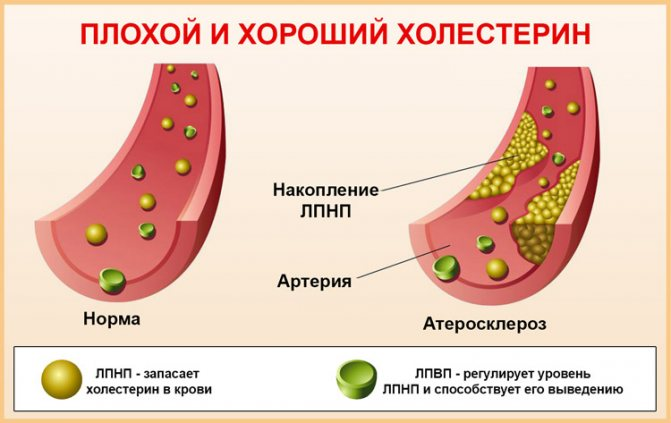 ПЛОХОЙ И ХОРОШИЙ ХОЛЕСТЕРИН
Накопление
ЛПНП
Артерия
Норма
Атеросклероз
ЛПНП - запасает
холестерин в крови
ЛПВП - регулирует уровень
ЛПНП и способствует его выведению